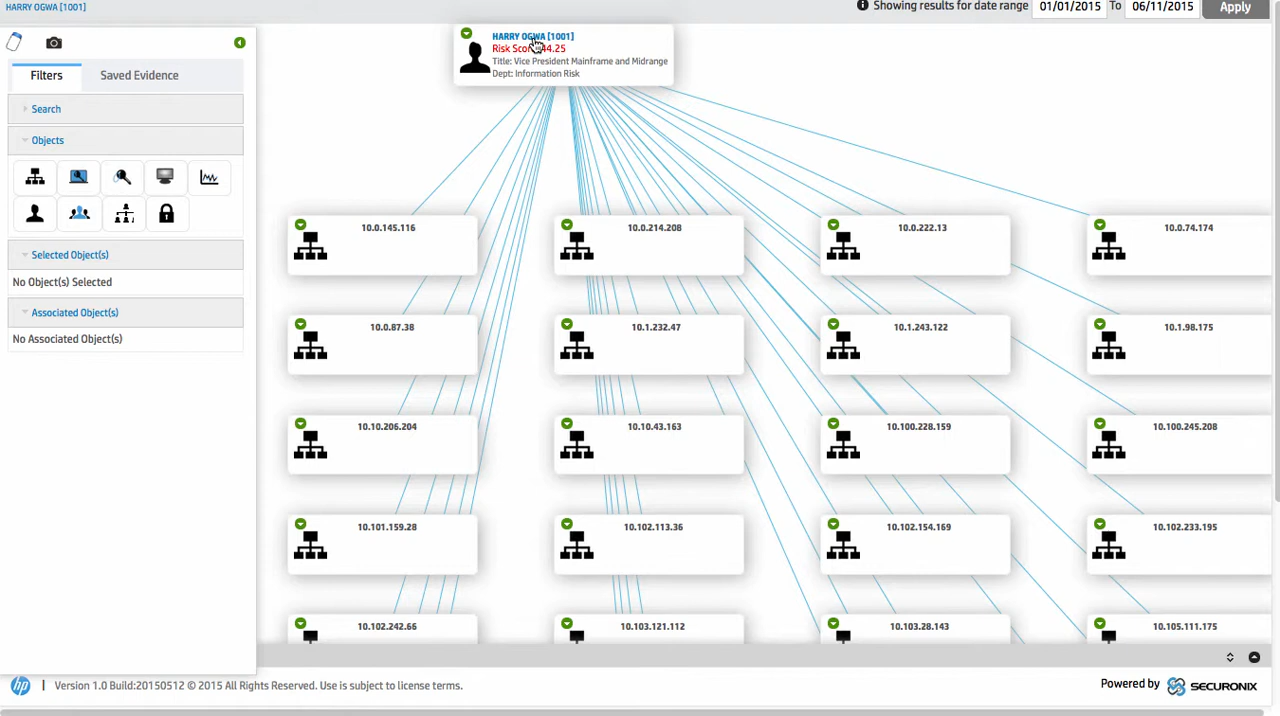 HARRY OGWA [1001]
Showing results for date range 01/01/2015 To 06/11/2015 Apply
HARRY OGWA [1001]
Title: Vice President Mainframe and Midrange
Dept: Information Risk
Filters Saved Evidence
Search
Objects
Selected Object(s)
No Object(s) Selected
Associated Object(s)
No Associated Object(s)
10.0.145.116 10.0.214.208 10.0.222.13 10.0.74.174
10.0.87.38 10.1.232.47 10.1.243.122 10.1.98.175
10.10.206.204 10.10.43.163 10.100.228.159 10.100.245.208
10.101.159.28 10.102.113.36 10.102.154.169 10.102.233.195
10.102.242.66 10.103.121.112 10.103.28.143 10.105.111.175
hp | Version 1.0 Build:20150512 © 2015 All Rights Reserved. Use is subject to license terms.
Powered by SECURONIX